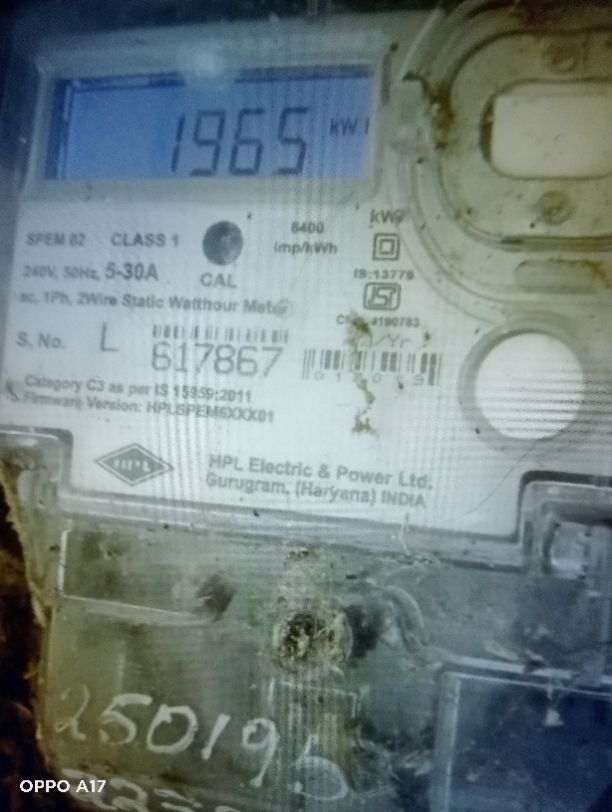 1965 kW
SPEM 02 CLASS 1
6400
imp/kWh
240V, 50Hz, 5-30A
CAL
IS:13779
ac, 1Ph, 2Wire Static Watthour Meter
S. No. L 617867
Category C3 as per IS 15959:2011
Firmware Version: HPLSPEM6XXX01
HPL
HPL Electric & Power Ltd.
Gurugram, (Haryana) INDIA
250195
OPPO A17